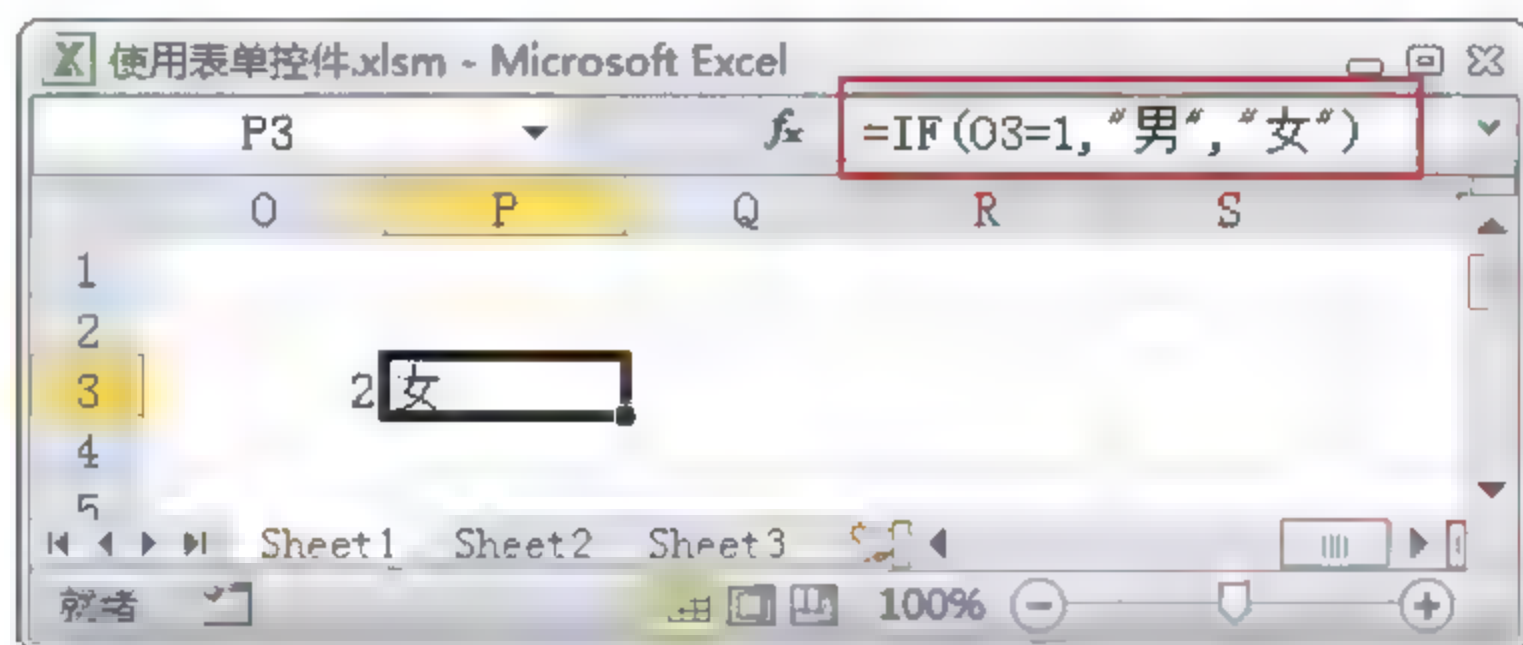 使用表单控件.xlsm - Microsoft Excel
P3 fx =IF(O3=1,"男","女")
O P Q R S
1
2
3 2 女
4
5
Sheet1 Sheet2 Sheet3
就绪 100%